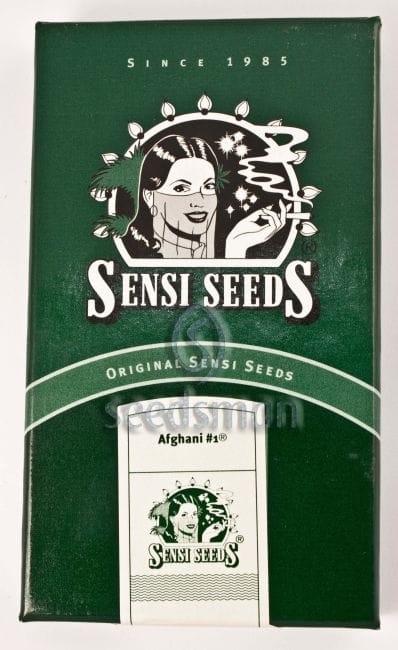 SINCE 1985
SENSI SEEDS
®
ORIGINAL SENSI SEEDS
seedsman
Afghani #1®
SENSI SEEDS
®